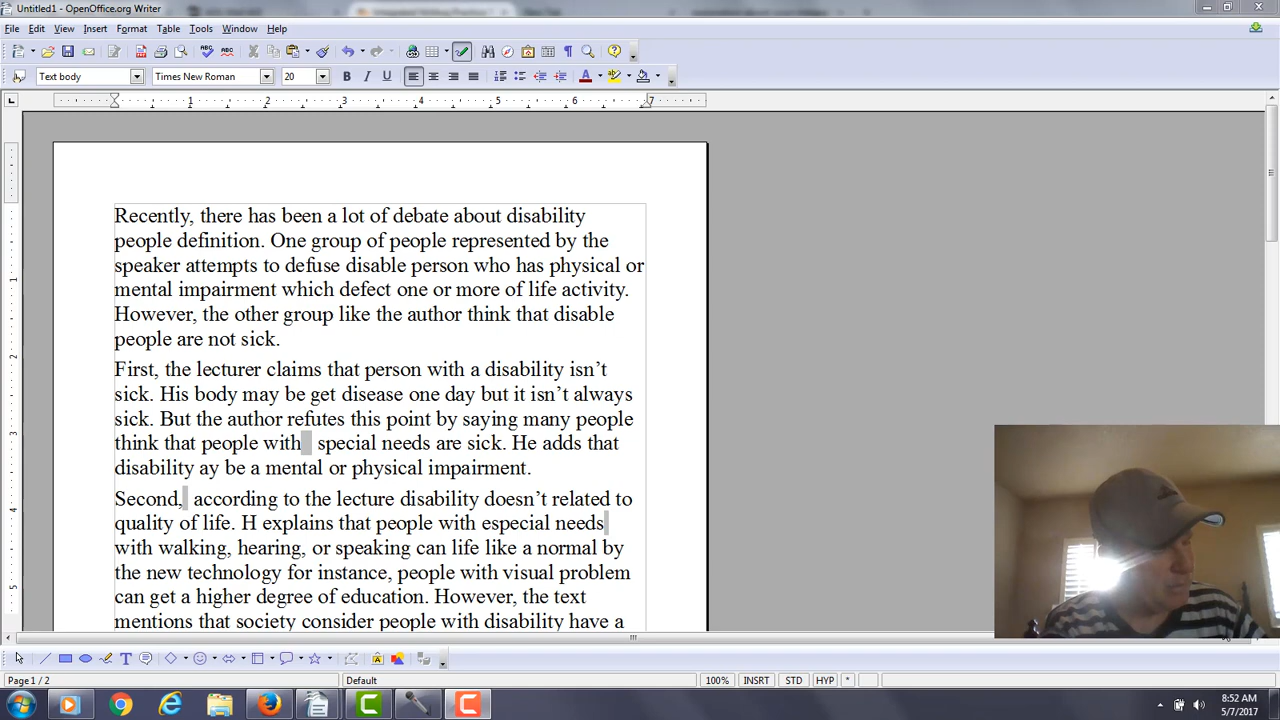 Untitled1 - OpenOffice.org Writer
File Edit View Insert Format Table Tools Window Help
Text body Times New Roman 20
1 2 3 4 5 6 7
Recently, there has been a lot of debate about disability
people definition. One group of people represented by the
speaker attempts to defuse disable person who has physical or
mental impairment which defect one or more of life activity.
However, the other group like the author think that disable
people are not sick.
First, the lecturer claims that person with a disability isn’t
sick. His body may be get disease one day but it isn’t always
sick. But the author refutes this point by saying many people
think that people with special needs are sick. He adds that
disability ay be a mental or physical impairment.
Second, according to the lecture disability doesn’t related to
quality of life. H explains that people with especial needs
with walking, hearing, or speaking can life like a normal by
the new technology for instance, people with visual problem
can get a higher degree of education. However, the text
mentions that society consider people with disability have a
Page 1 / 2 Default 100% INSRT STD HYP *
8:52 AM
5/7/2017